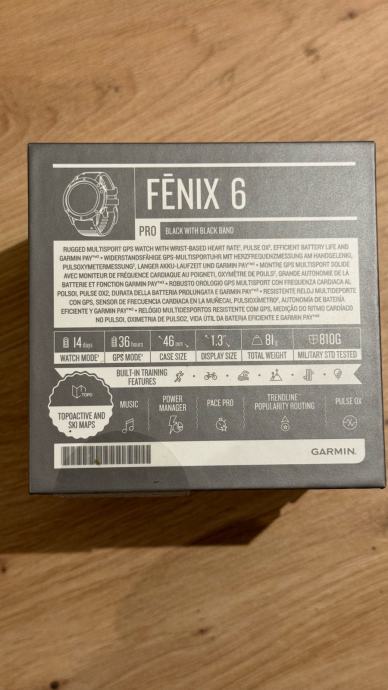 FĒNIX 6
PRO BLACK WITH BLACK BAND
RUGGED MULTISPORT GPS WATCH WITH WRIST-BASED HEART RATE, PULSE OX, EFFICIENT BATTERY LIFE AND
GARMIN PAY • WIDERSTANDSFÄHIGE GPS-MULTISPORTUHR MIT HERZFREQUENZMESSUNG AM HANDGELENK,
PULSOXYMETERMESSUNG, LANGER AKKU-LAUFZEIT UND GARMIN PAY • MONTRE GPS MULTISPORT SOLIDE
AVEC MONITEUR DE FRÉQUENCE CARDIAQUE AU POIGNET, OXYMÈTRE DE POULS, GRANDE AUTONOMIE DE LA
BATTERIE ET FONCTION GARMIN PAY • ROBUSTO OROLOGIO GPS MULTISPORT CON FREQUENZA CARDIACA AL
POLSO, PULSE OX, DURATA DELLA BATTERIA PROLUNGATA E GARMIN PAY • RESISTENTE RELOJ MULTIDEPORTE
CON GPS, SENSOR DE FRECUENCIA CARDIACA EN LA MUÑECA, PULSIOXÍMETRO, AUTONOMÍA DE BATERÍA
EFICIENTE Y GARMIN PAY • RELÓGIO MULTIDESPORTOS RESISTENTE COM GPS, MEDIÇÃO DO RITMO CARDÍACO
NO PULSO, OXIMETRIA DE PULSO, VIDA ÚTIL DA BATERIA EFICIENTE E GARMIN PAY
14 days 36 hours 46 mm 1.3" 81g 810G
WATCH MODE GPS MODE CASE SIZE DISPLAY SIZE TOTAL WEIGHT MILITARY STD TESTED
BUILT-IN TRAINING
FEATURES
TOPO
TOPOACTIVE AND
SKI MAPS
MUSIC
POWER
MANAGER
PACE PRO
TRENDLINE
POPULARITY ROUTING
PULSE OX
GARMIN.